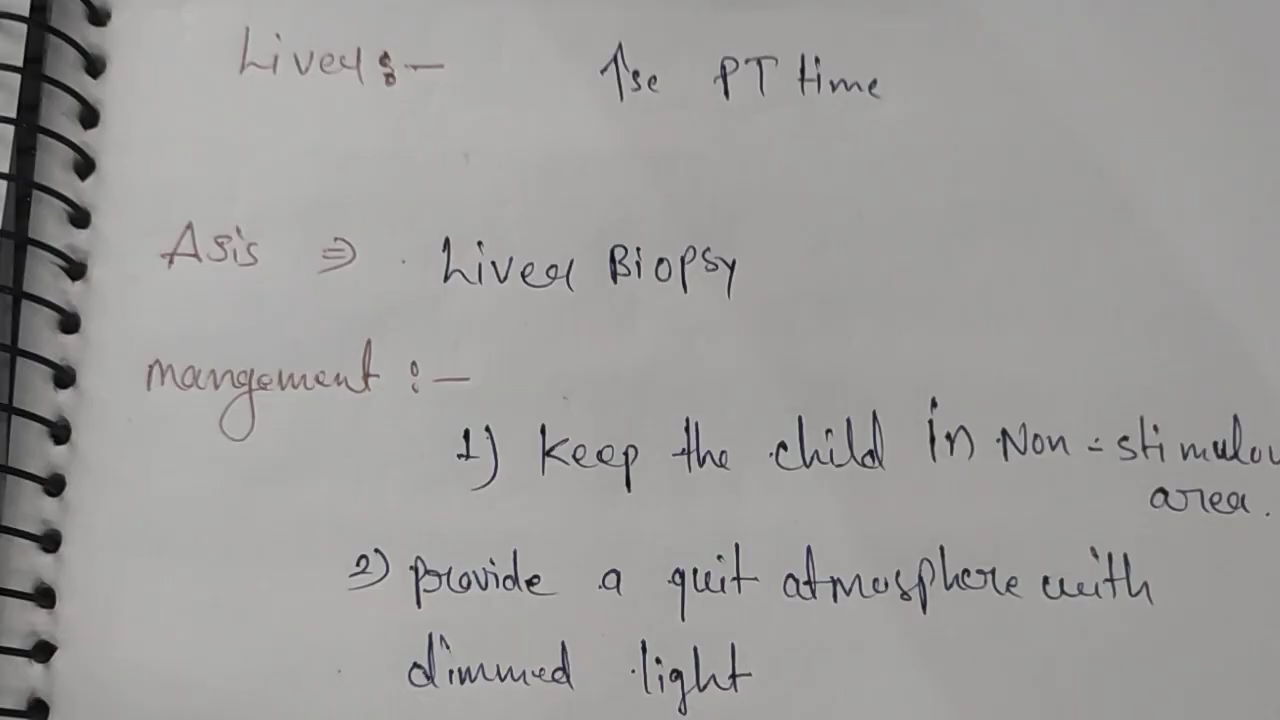 Liver :-   ↑se PT time
Asis ⇒ Liver Biopsy
mangement :-
1) Keep the child in Non-stimulou
area.
2) provide a quit atmosphere with
dimmed light